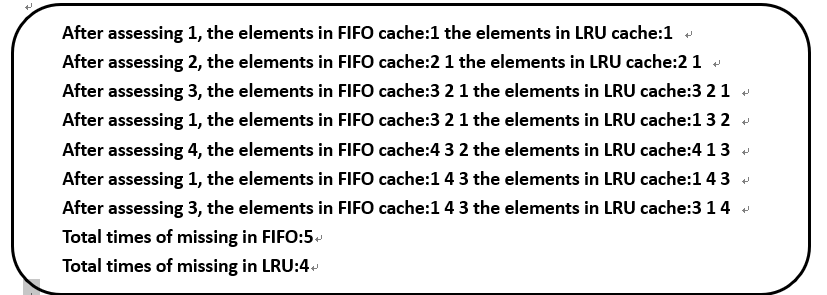 After assessing 1, the elements in FIFO cache:1 the elements in LRU cache:1
After assessing 2, the elements in FIFO cache:2 1 the elements in LRU cache:2 1
After assessing 3, the elements in FIFO cache:3 2 1 the elements in LRU cache:3 2 1
After assessing 1, the elements in FIFO cache:3 2 1 the elements in LRU cache:1 3 2
After assessing 4, the elements in FIFO cache:4 3 2 the elements in LRU cache:4 1 3
After assessing 1, the elements in FIFO cache:1 4 3 the elements in LRU cache:1 4 3
After assessing 3, the elements in FIFO cache:1 4 3 the elements in LRU cache:3 1 4
Total times of missing in FIFO:5
Total times of missing in LRU:4